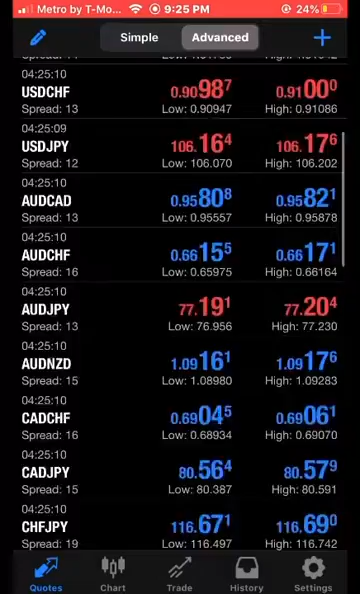 Metro by T-Mo... 9:25 PM 24%
Simple Advanced
04:25:10
USDCHF 0.90987 0.91000
Spread: 13 Low: 0.90947 High: 0.91086
04:25:09
USDJPY 106.164 106.176
Spread: 12 Low: 106.070 High: 106.202
04:25:10
AUDCAD 0.95808 0.95821
Spread: 13 Low: 0.95557 High: 0.95878
04:25:10
AUDCHF 0.66155 0.66171
Spread: 16 Low: 0.65975 High: 0.66164
04:25:10
AUDJPY 77.191 77.204
Spread: 13 Low: 76.956 High: 77.230
04:25:10
AUDNZD 1.09161 1.09176
Spread: 15 Low: 1.08980 High: 1.09283
04:25:10
CADCHF 0.69045 0.69061
Spread: 16 Low: 0.68934 High: 0.69070
04:25:10
CADJPY 80.564 80.579
Spread: 15 Low: 80.387 High: 80.591
04:25:10
CHFJPY 116.671 116.690
Spread: 19 Low: 116.497 High: 116.742
Quotes Chart Trade History Settings